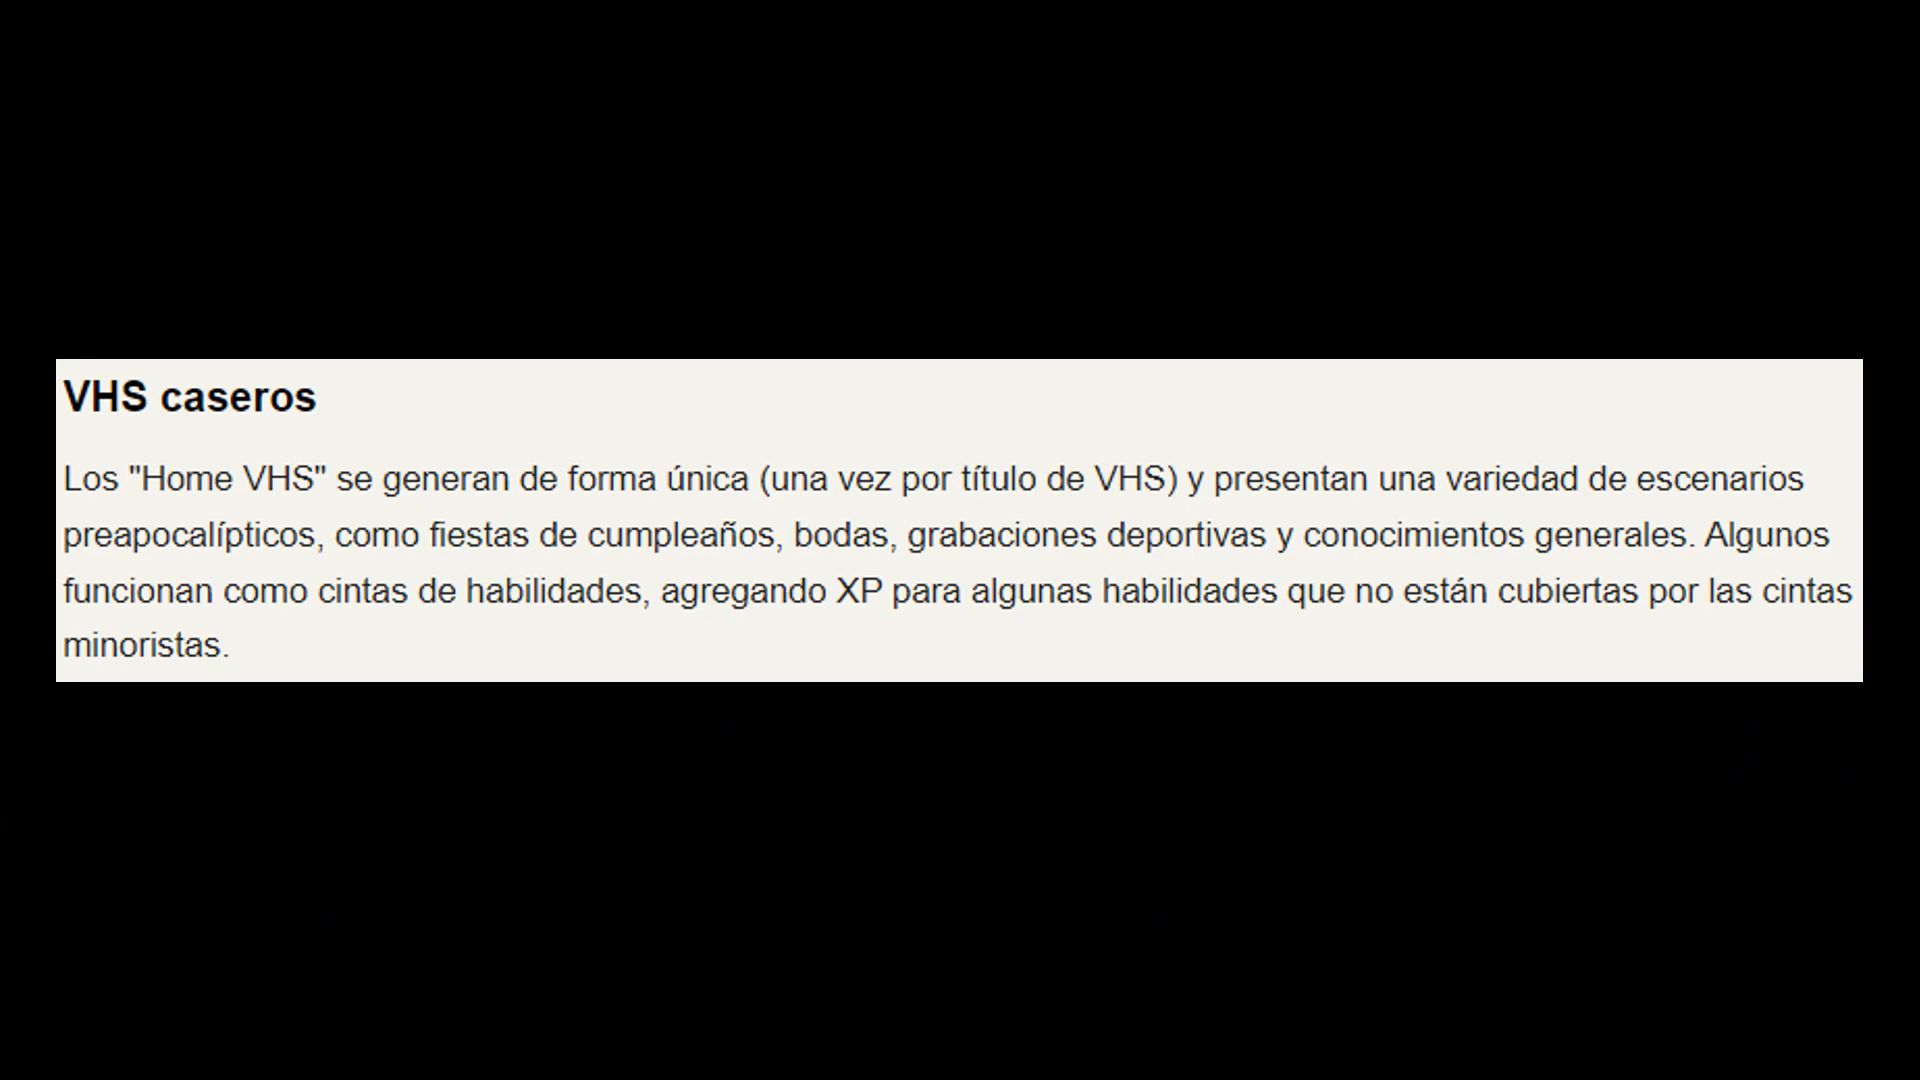 VHS caseros
Los "Home VHS" se generan de forma única (una vez por título de VHS) y presentan una variedad de escenarios
preapocalípticos, como fiestas de cumpleaños, bodas, grabaciones deportivas y conocimientos generales. Algunos
funcionan como cintas de habilidades, agregando XP para algunas habilidades que no están cubiertas por las cintas
minoristas.